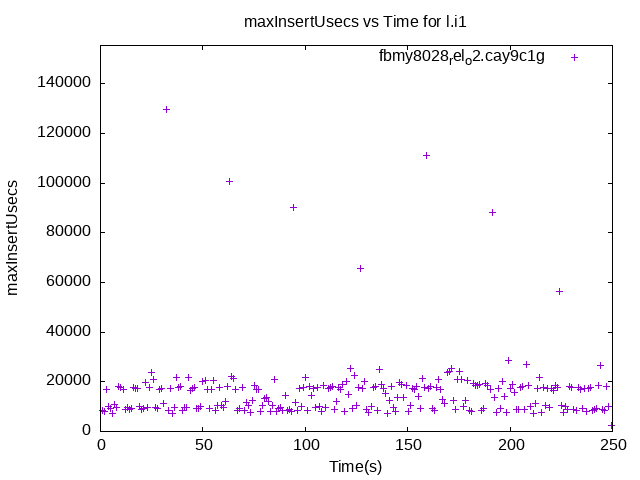 maxInsertUsecs vs Time for l.i1
fbmy8028relo2.cay9c1g
140000
120000
100000
80000
60000
40000
20000
0
maxInsertUsecs
0 50 100 150 200 250
Time(s)